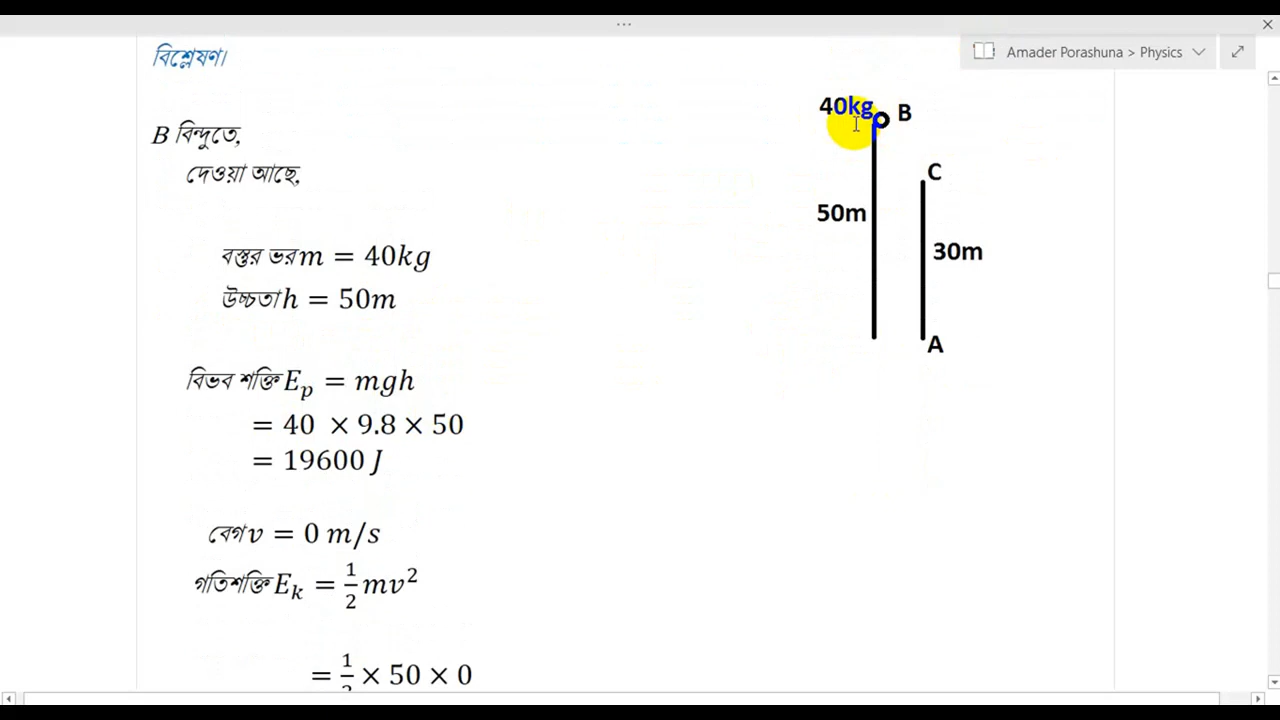 Amader Porashuna > Physics
বিশ্লেষণ।
40kg
B
B বিন্দুতে,
দেওয়া আছে,
C
50m
30m
বস্তুর ভর m = 40kg
উচ্চতা h = 50m
A
বিভব শক্তি E_p = mgh
= 40 × 9.8 × 50
= 19600 J
বেগ v = 0 m/s
গতিশক্তি E_k = 1/2 mv²
= 1/2 × 50 × 0